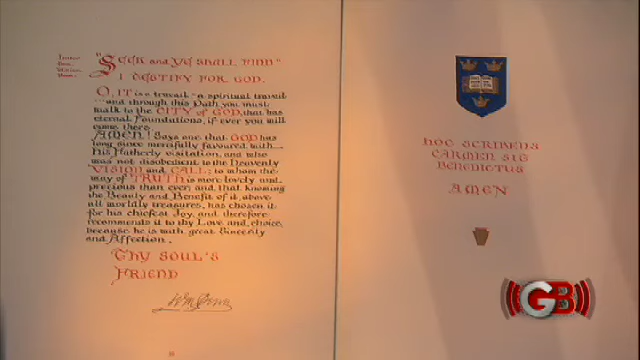 "Seek and ye shall find"
I testify for God.
O, it is a travail - a spiritual travail
- and through this Path you must
walk to the City of God, that has
eternal Foundations, if ever you will
come there.
Amen! Says one that God has
long since mercifully favoured with
His Fatherly visitation, and who
was not disobedient to the Heavenly
Vision and Call; to whom the
way of Truth is more lovely and
precious than ever; and, that knowing
the Beauty and Benefit of it, above
all worldly treasures, has chosen it
for his chiefest Joy, and therefore
recommends it to thy Love and choice,
because he is with great Sincerity
and Affection.
Thy Soul's
Friend
Wm Penn
Hoc Scribens
Carmen Sis
Benedictus
Amen
GB